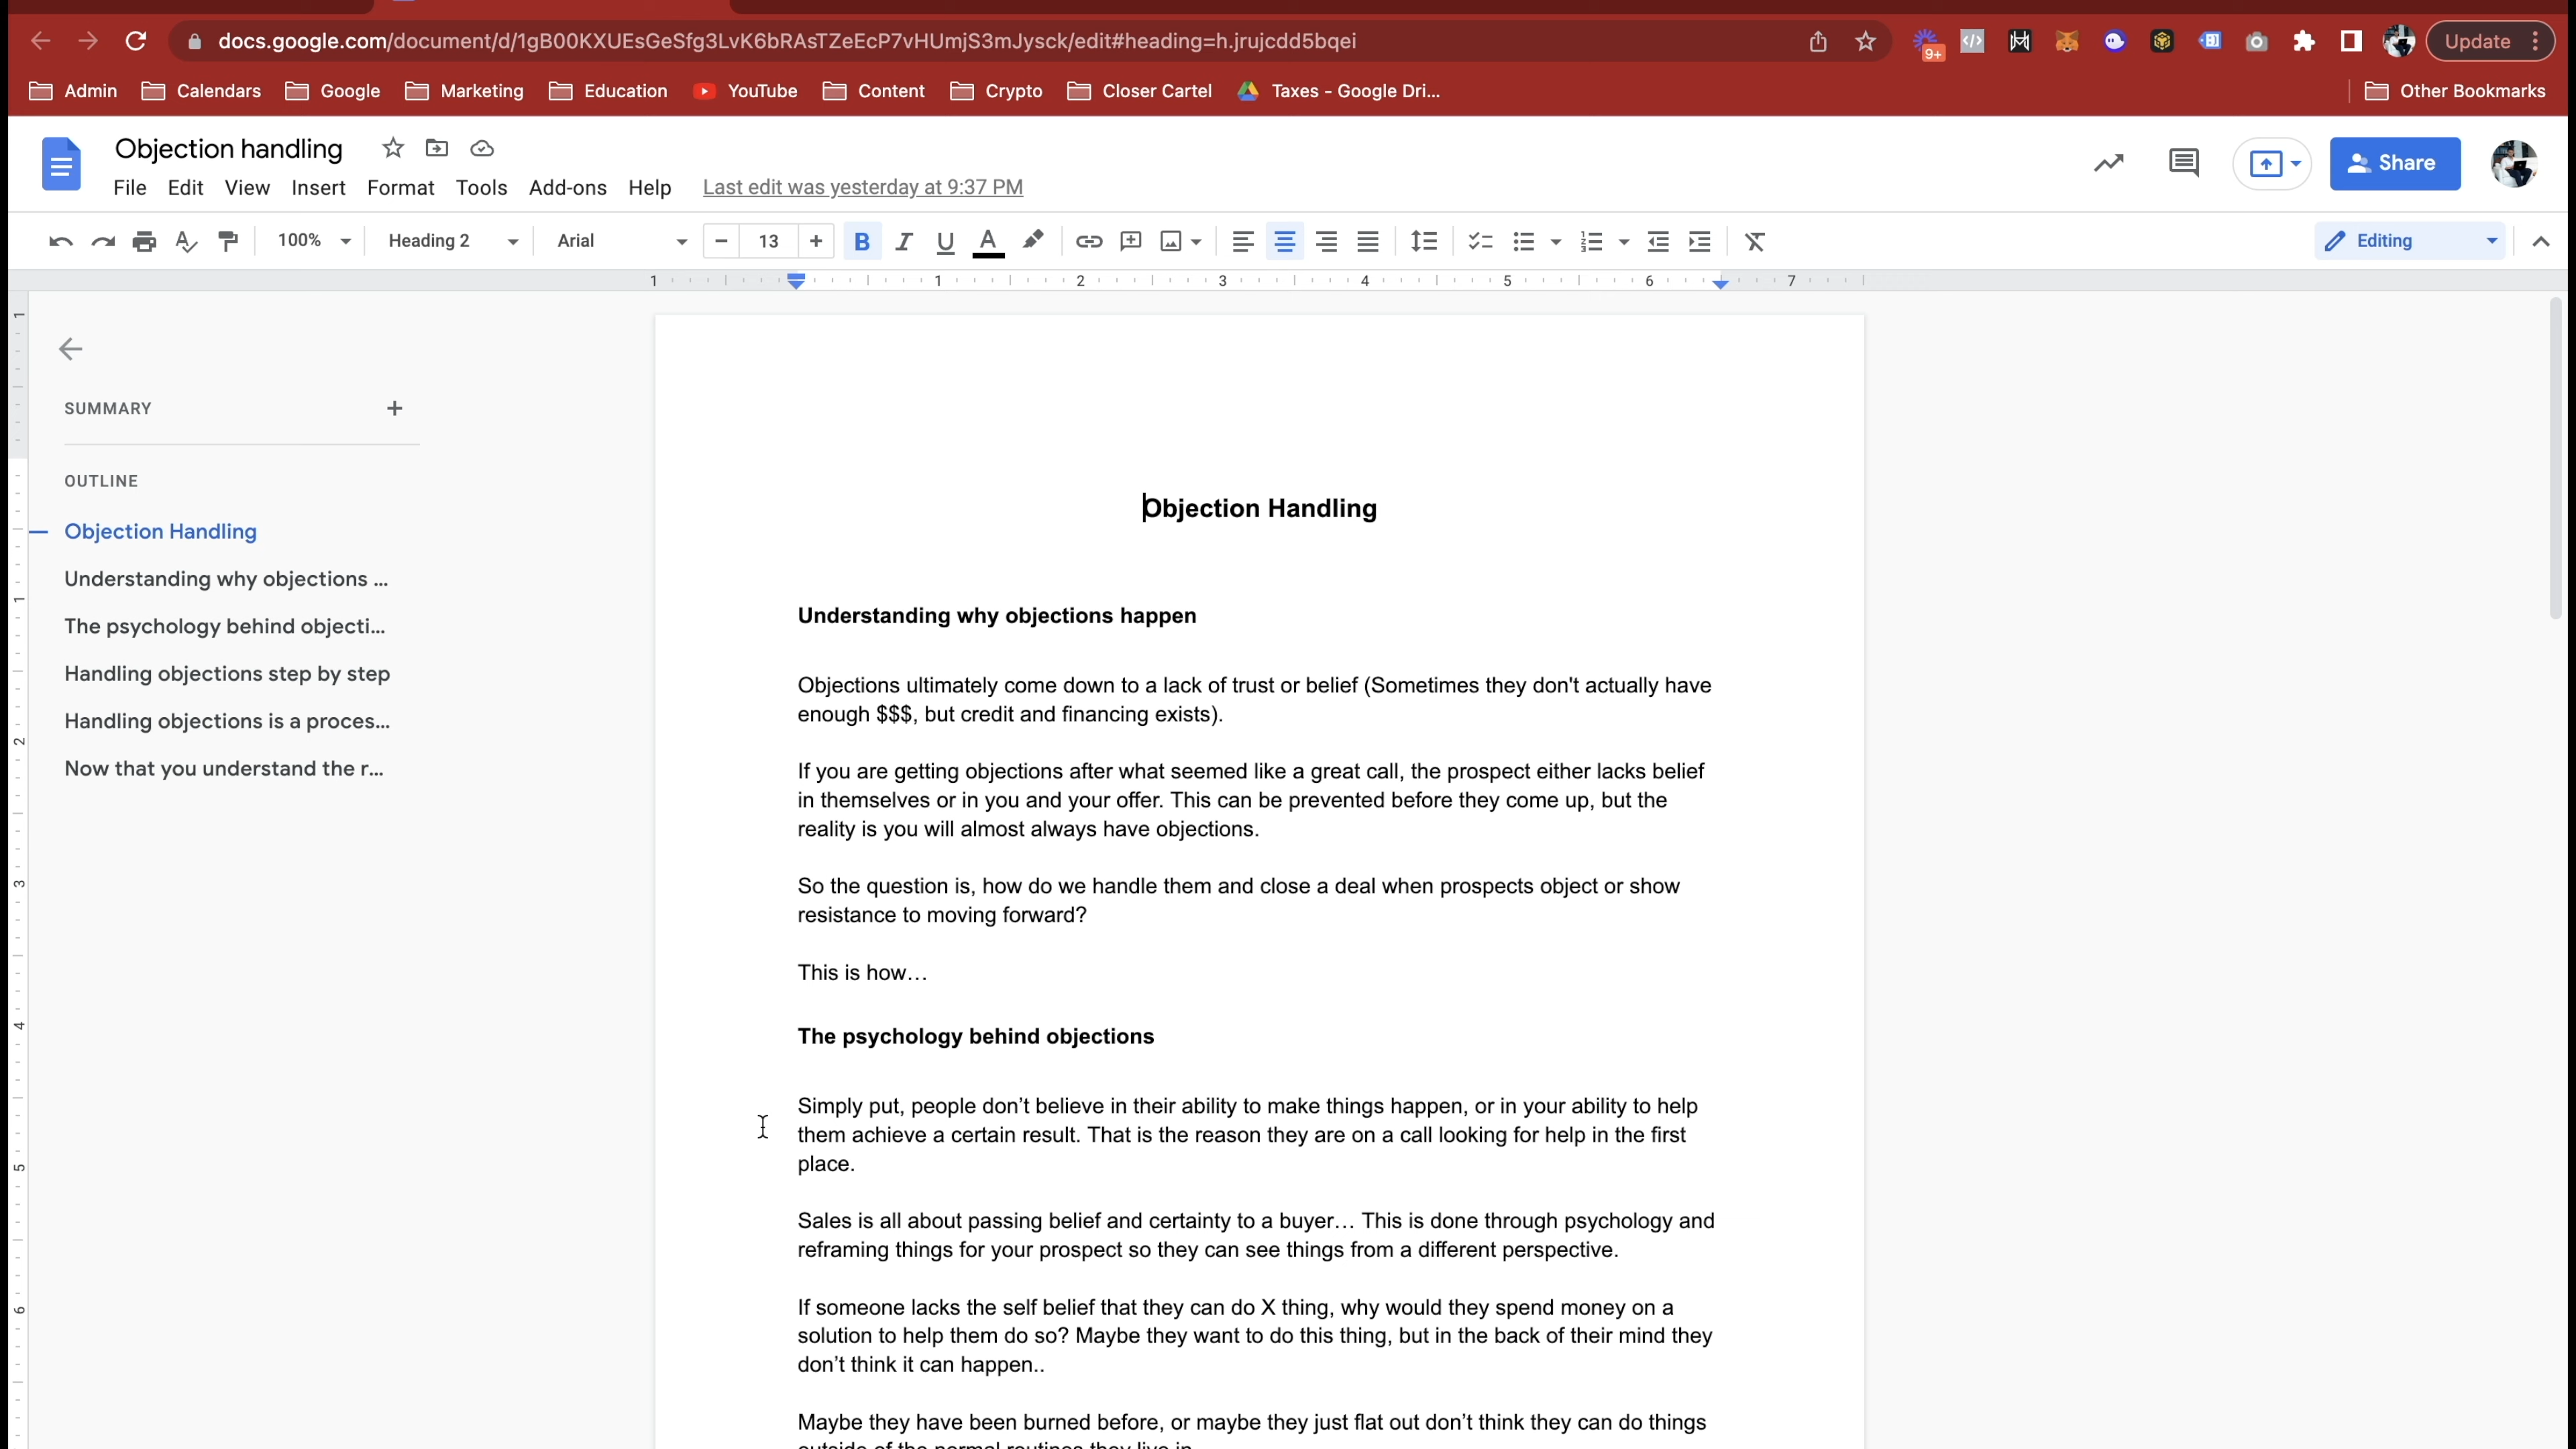 docs.google.com/document/d/1gB00KXUEsGeSfg3LvK6bRAsTZeEcP7vHUmjS3mJysck/edit#heading=h.jrujcdd5bqei
9+
Update
Admin
Calendars
Google
Marketing
Education
YouTube
Content
Crypto
Closer Cartel
Taxes - Google Dri...
Other Bookmarks
Objection handling
File Edit View Insert Format Tools Add-ons Help
Last edit was yesterday at 9:37 PM
Share
100%
Heading 2
Arial
13
Editing
1 1 2 3 4 5 6 7
SUMMARY
OUTLINE
Objection Handling
Understanding why objections ...
The psychology behind objecti...
Handling objections step by step
Handling objections is a proces...
Now that you understand the r...
1
1
2
3
4
5
6
Objection Handling
Understanding why objections happen
Objections ultimately come down to a lack of trust or belief (Sometimes they don't actually have
enough $$$, but credit and financing exists).
If you are getting objections after what seemed like a great call, the prospect either lacks belief
in themselves or in you and your offer. This can be prevented before they come up, but the
reality is you will almost always have objections.
So the question is, how do we handle them and close a deal when prospects object or show
resistance to moving forward?
This is how…
The psychology behind objections
Simply put, people don’t believe in their ability to make things happen, or in your ability to help
them achieve a certain result. That is the reason they are on a call looking for help in the first
place.
Sales is all about passing belief and certainty to a buyer… This is done through psychology and
reframing things for your prospect so they can see things from a different perspective.
If someone lacks the self belief that they can do X thing, why would they spend money on a
solution to help them do so? Maybe they want to do this thing, but in the back of their mind they
don’t think it can happen..
Maybe they have been burned before, or maybe they just flat out don’t think they can do things
outside of the normal routines they live in